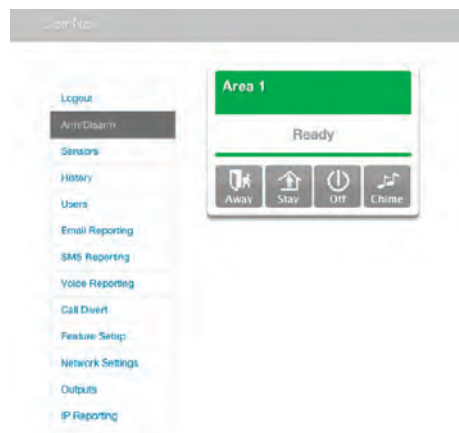 Logout
Arm/Disarm
Sensors
History
Users
Email Reporting
SMS Reporting
Voice Reporting
Call Divert
Feature Setup
Network Settings
Outputs
IP Reporting
Area 1
Ready
Away Stay Off Chime